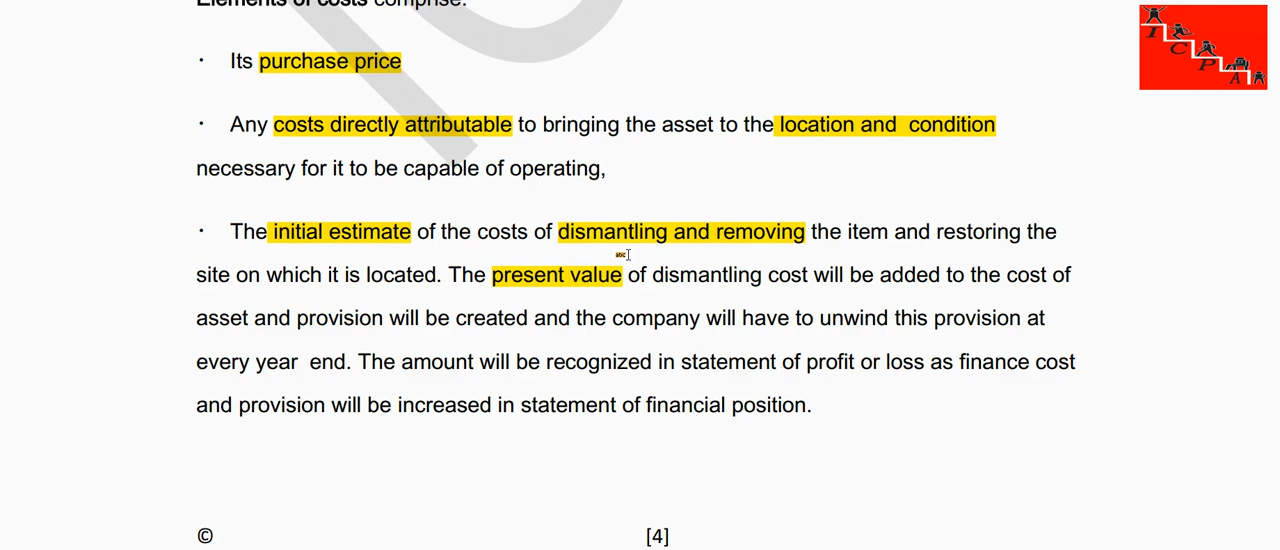 Elements of costs comprise:
· Its purchase price
· Any costs directly attributable to bringing the asset to the location and condition
necessary for it to be capable of operating,
· The initial estimate of the costs of dismantling and removing the item and restoring the
site on which it is located. The present value of dismantling cost will be added to the cost of
asset and provision will be created and the company will have to unwind this provision at
every year end. The amount will be recognized in statement of profit or loss as finance cost
and provision will be increased in statement of financial position.
© [4]
I C P A